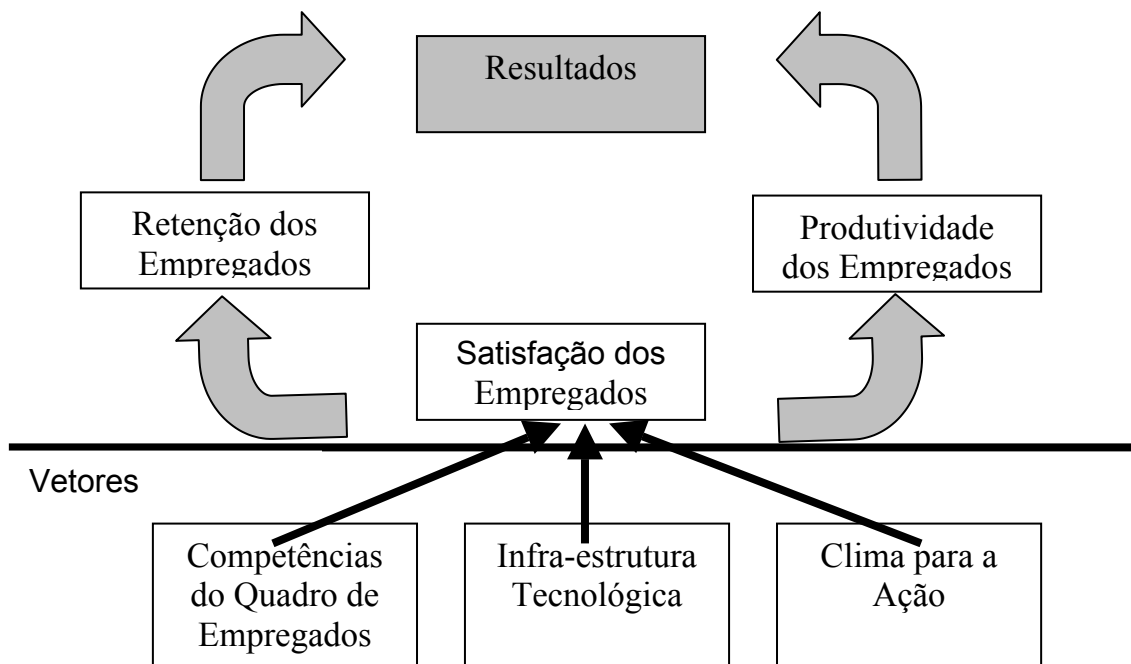 Resultados
Retenção dos
Empregados
Produtividade
dos Empregados
Satisfação dos
Empregados
Vetores
Competências
do Quadro de
Empregados
Infra-estrutura
Tecnológica
Clima para a
Ação